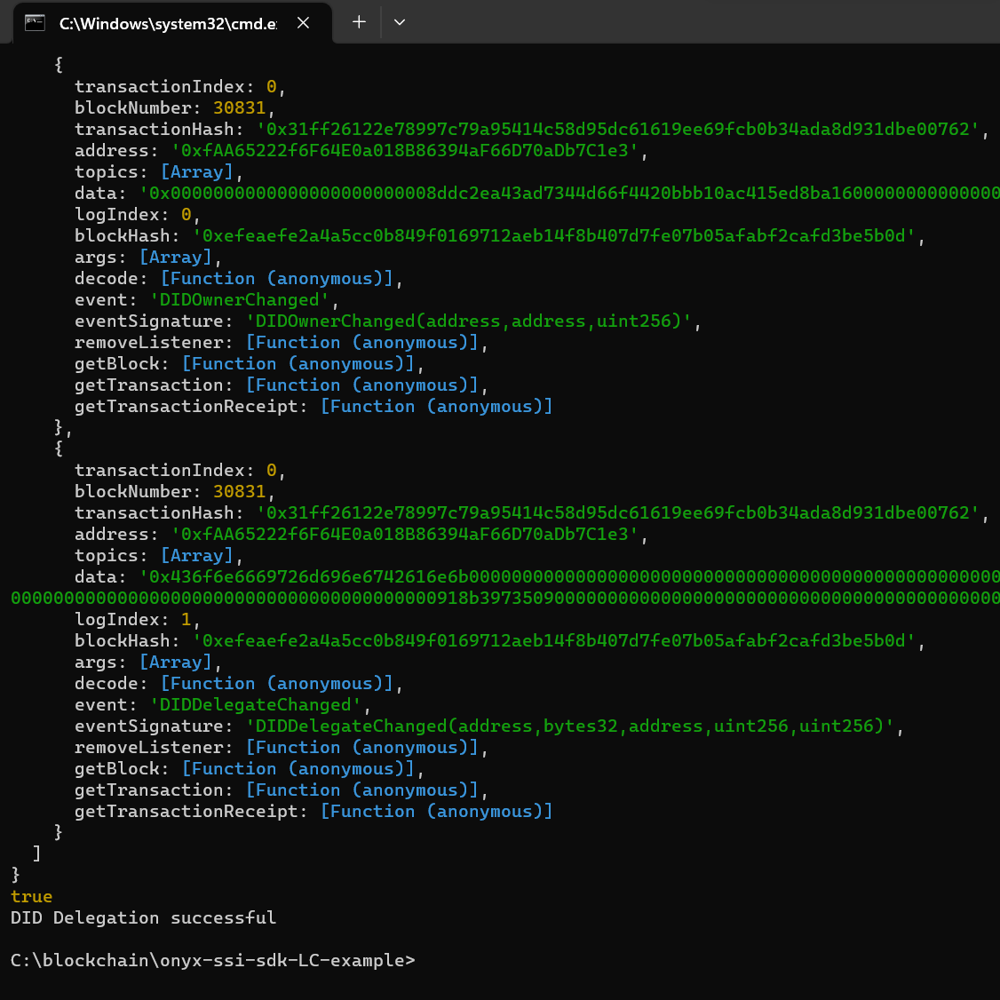 C:\Windows\system32\cmd.e
{
transactionIndex: 0,
blockNumber: 30831,
transactionHash: '0x31ff26122e78997c79a95414c58d95dc61619ee69fcb0b34ada8d931dbe00762',
address: '0xfAA65222f6F64E0a018B86394aF66D70aDb7C1e3',
topics: [Array],
data: '0x0000000000000000000000008ddc2ea43ad7344d66f4420bbb10ac415ed8ba1600000000000000
logIndex: 0,
blockHash: '0xefeaefe2a4a5cc0b849f0169712aeb14f8b407d7fe07b05afabf2cafd3be5b0d',
args: [Array],
decode: [Function (anonymous)],
event: 'DIDOwnerChanged',
eventSignature: 'DIDOwnerChanged(address,address,uint256)',
removeListener: [Function (anonymous)],
getBlock: [Function (anonymous)],
getTransaction: [Function (anonymous)],
getTransactionReceipt: [Function (anonymous)]
},
{
transactionIndex: 0,
blockNumber: 30831,
transactionHash: '0x31ff26122e78997c79a95414c58d95dc61619ee69fcb0b34ada8d931dbe00762',
address: '0xfAA65222f6F64E0a018B86394aF66D70aDb7C1e3',
topics: [Array],
data: '0x436f6e6669726d696e6742616e6b00000000000000000000000000000000000000000000000000
0000000000000000000000000000000000000000918b397350900000000000000000000000000000000000000000
logIndex: 1,
blockHash: '0xefeaefe2a4a5cc0b849f0169712aeb14f8b407d7fe07b05afabf2cafd3be5b0d',
args: [Array],
decode: [Function (anonymous)],
event: 'DIDDelegateChanged',
eventSignature: 'DIDDelegateChanged(address,bytes32,address,uint256,uint256)',
removeListener: [Function (anonymous)],
getBlock: [Function (anonymous)],
getTransaction: [Function (anonymous)],
getTransactionReceipt: [Function (anonymous)]
}
]
}
true
DID Delegation successful
C:\blockchain\onyx-ssi-sdk-LC-example>